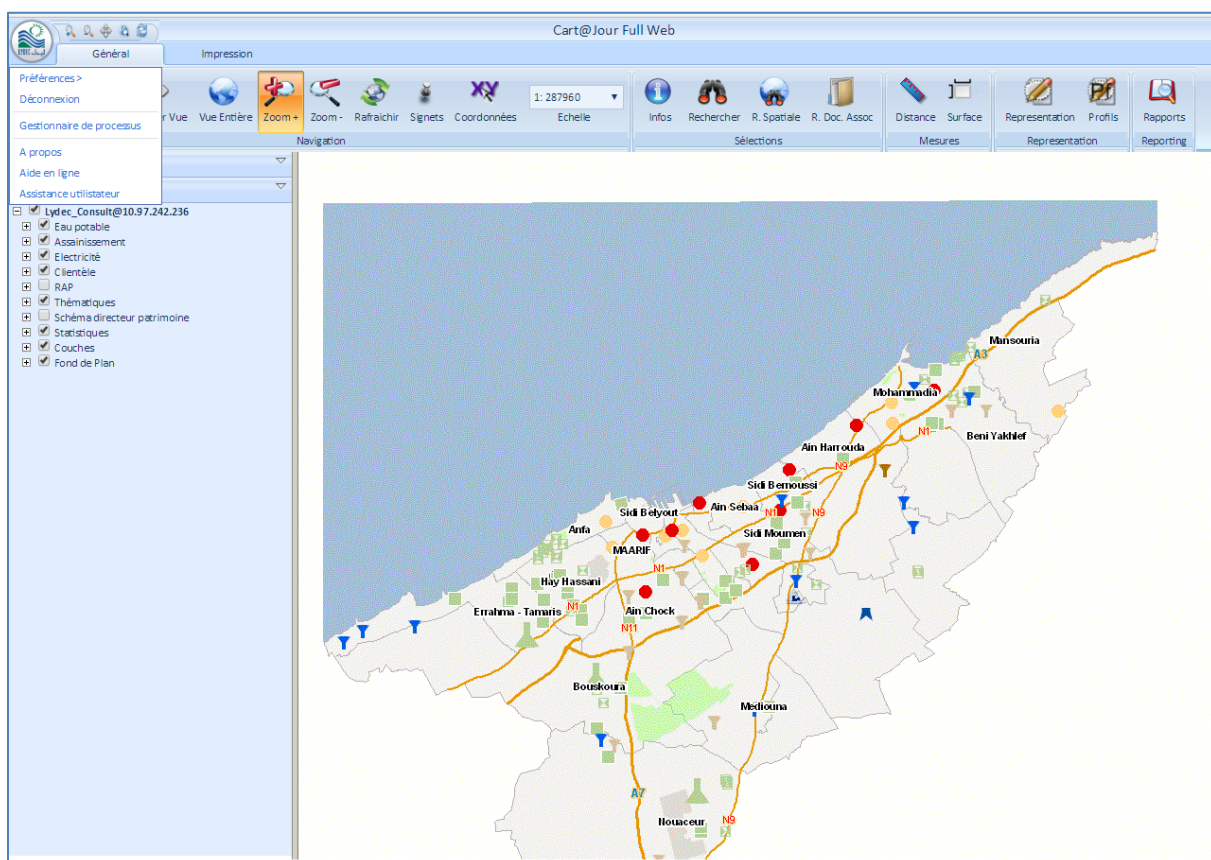 Cart@Jour Full Web
Général
Impression
Préférences >
Déconnexion
Gestionnaire de processus
A propos
Aide en ligne
Assistance utilistateur
er Vue
Vue Entière
Zoom +
Zoom -
Rafraichir
Signets
Coordonnées
1: 287960
Echelle
Navigation
Infos
Rechercher
R. Spatiale
R. Doc. Assoc
Sélections
Distance
Surface
Mesures
Representation
Profils
Representation
Rapports
Reporting
Lydec_Consult@10.97.242.236
Eau potable
Assainissement
Electricité
Clientèle
RAP
Thématiques
Schéma directeur patrimoine
Statistiques
Couches
Fond de Plan
Mansouria
A3
Mohammadia
N1
Beni Yakhlef
Ain Harrouda
N9
Sidi Bernoussi
Sidi Belyout
Ain Sebaa
N1
N9
Anfa
Sidi Moumen
MAARIF
N1
Hay Hassani
Errahma - Tamaris
N1
Ain Chock
N11
Bouskoura
Mediouna
A7
Nouaceur
N9